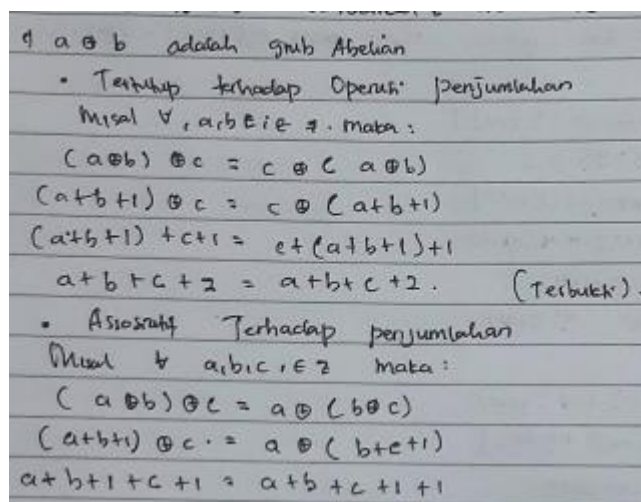 a ⊕ b adalah grub Abelian
• Tertutup terhadap Operasi penjumlahan
Misal ∀, a,b ∈ maka :
(a⊕b) ⊕ c = c ⊕ ( a⊕b)
(a+b+1) ⊕ c = c ⊕ (a+b+1)
(a+b+1) + c+1 = c+(a+b+1)+1
a+b+c+2 = a+b+c+2. (Terbukti).
• Assosiatif Terhadap penjumlahan
Misal ∀ a,b,c, ∈ Z maka :
( a ⊕b) ⊕ c = a ⊕ (b⊕c)
(a+b+1) ⊕ c. = a ⊕ ( b+c+1)
a+b+1+c+1 = a+b+c+1+1